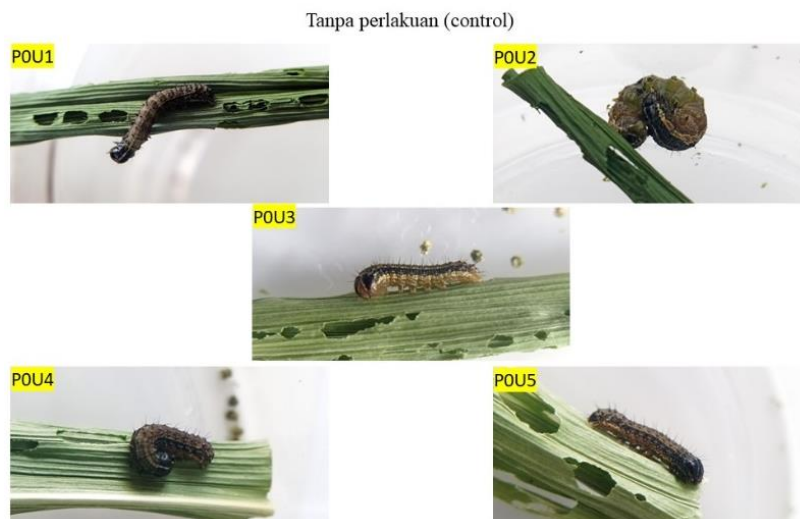 Tanpa perlakuan (control)
P0U1
P0U2
P0U3
P0U4
P0U5